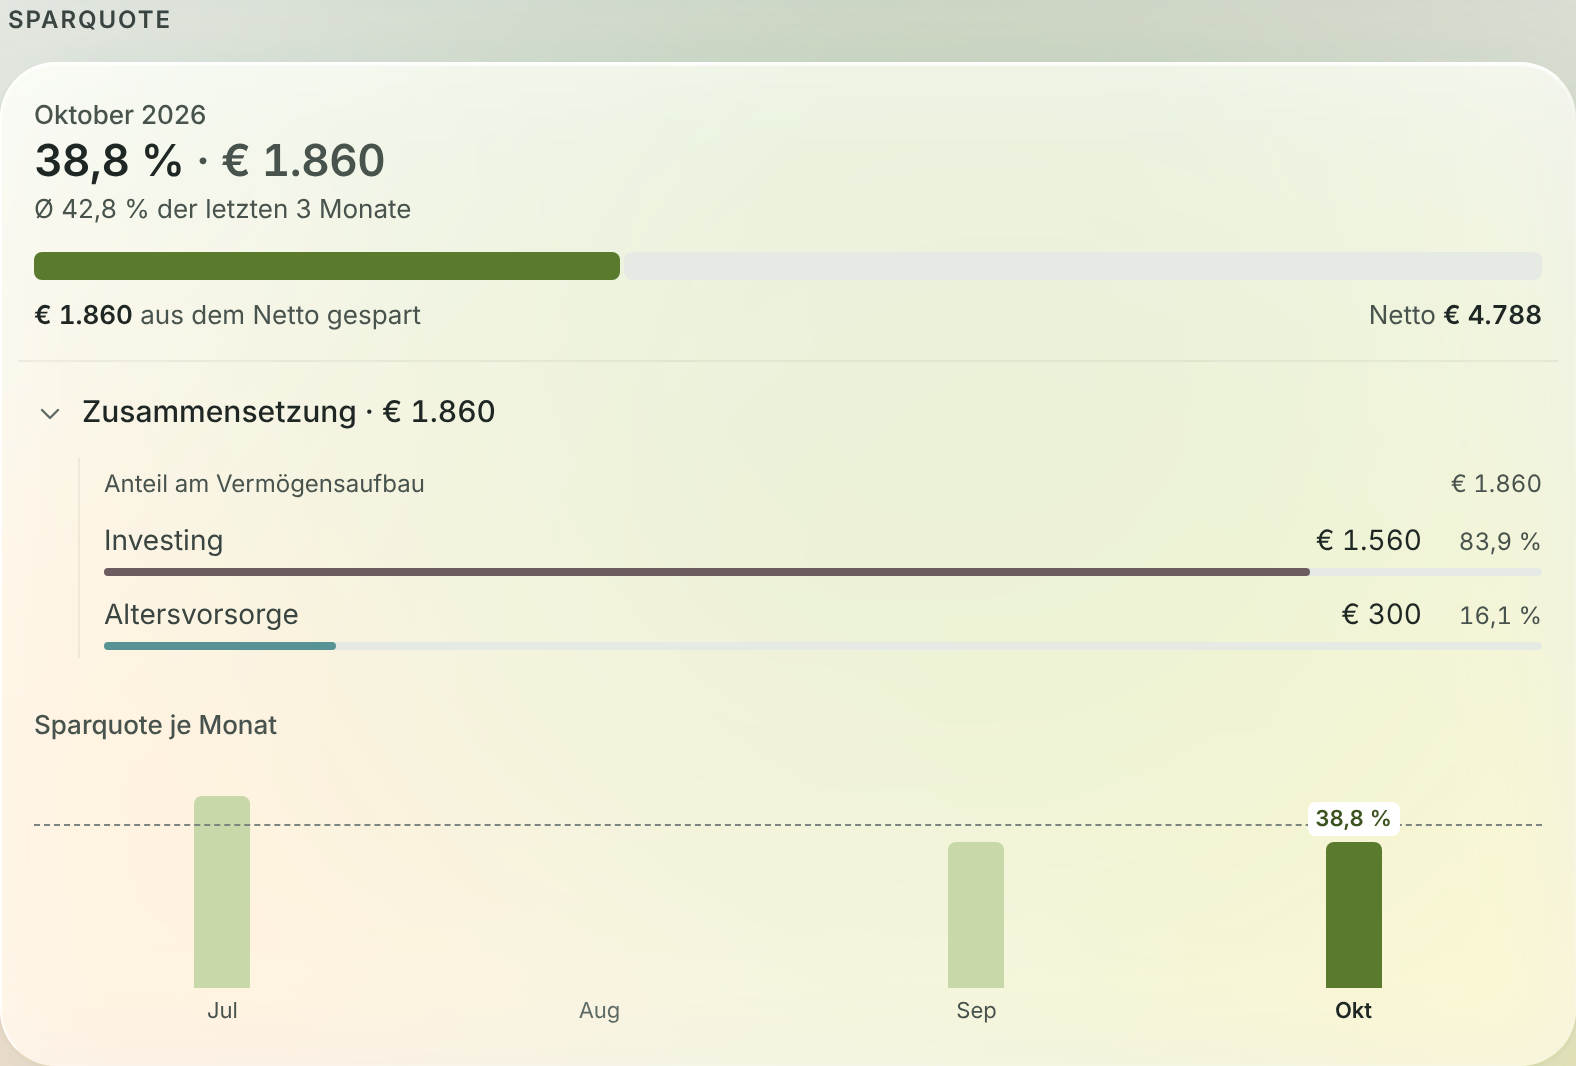 SPARQUOTE
Oktober 2026
38,8 % · € 1.860
Ø 42,8 % der letzten 3 Monate
€ 1.860 aus dem Netto gespart
Netto € 4.788
Zusammensetzung · € 1.860
Anteil am Vermögensaufbau € 1.860
Investing € 1.560 83,9 %
Altersvorsorge € 300 16,1 %
Sparquote je Monat
38,8 %
Jul Aug Sep Okt